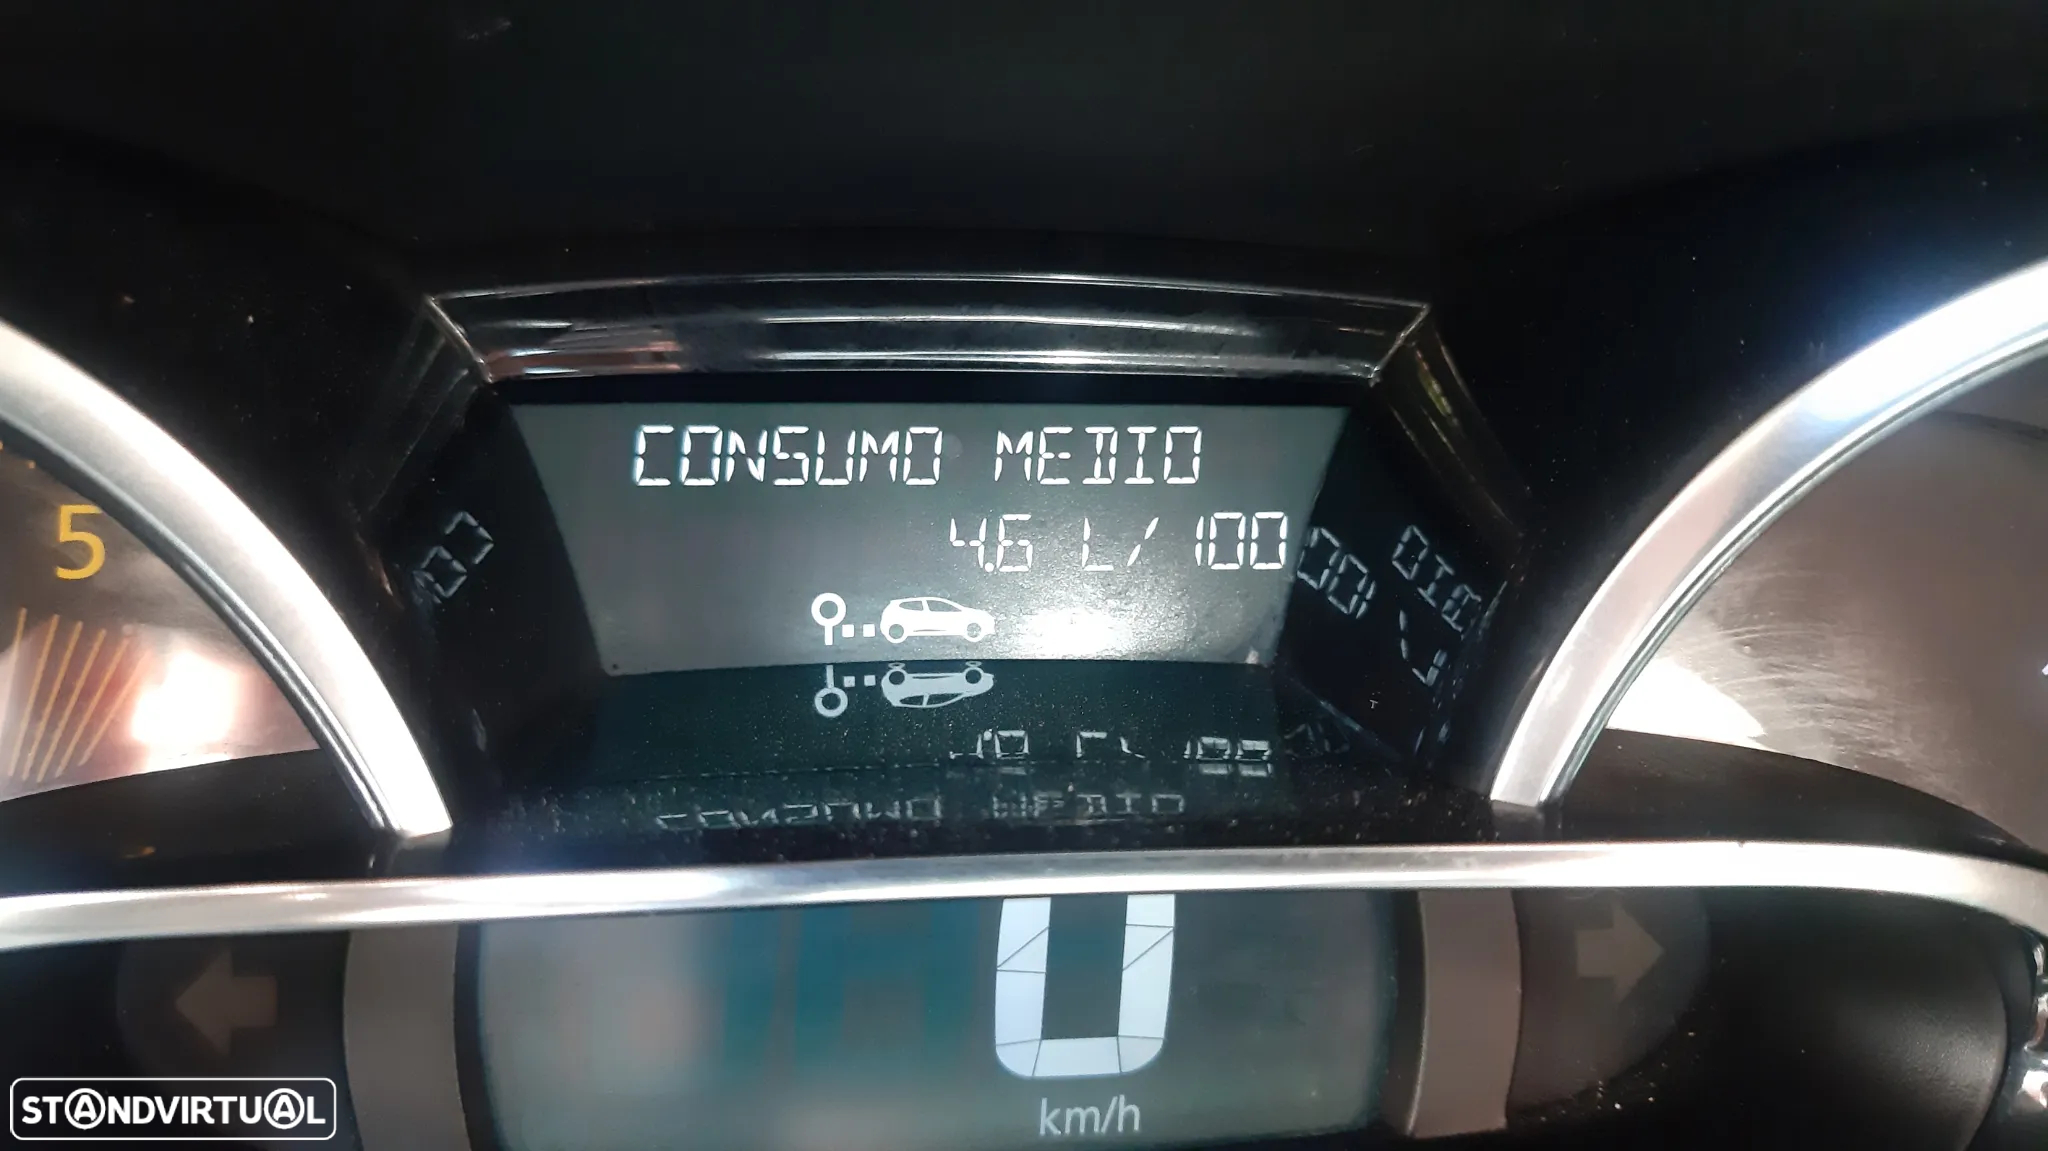 CONSUMO MEDIO
4.6 L/100
5
0
km/h
STANDVIRTUAL